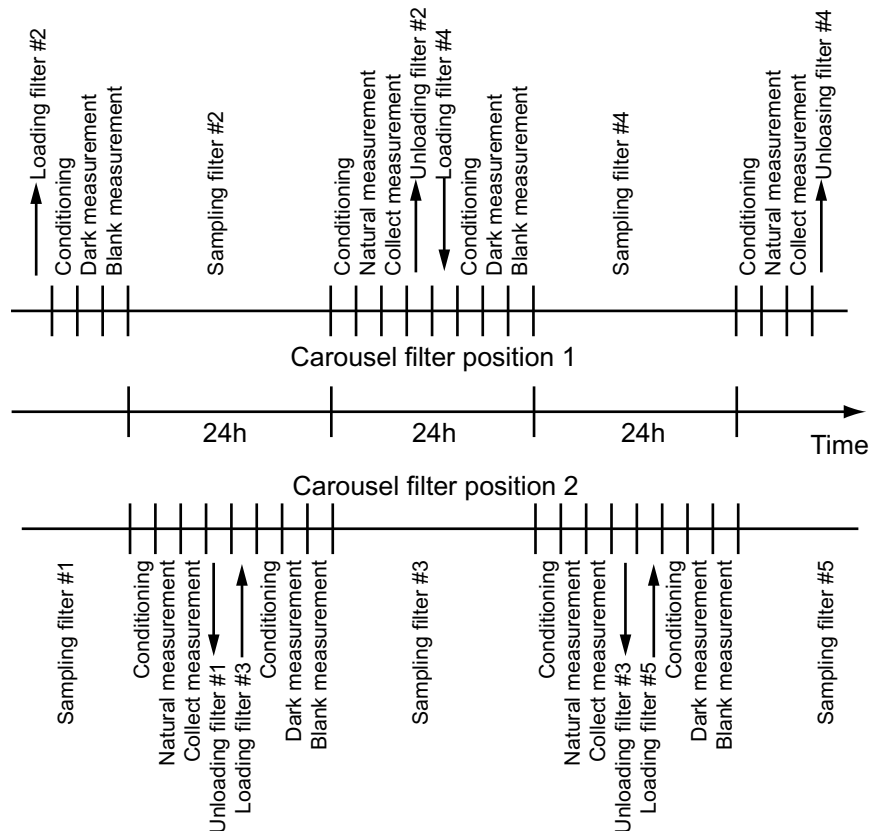 Loading filter #2
Conditioning
Dark measurement
Blank measurement
Sampling filter #2
Conditioning
Natural measurement
Collect measurement
Unloading filter #2
Loading filter #4
Conditioning
Dark measurement
Blank measurement
Sampling filter #4
Conditioning
Natural measurement
Collect measurement
Unloasing filter #4
Carousel filter position 1
24h
24h
24h
Time
Carousel filter position 2
Sampling filter #1
Conditioning
Natural measurement
Collect measurement
Unloading filter #1
Loading filter #3
Conditioning
Dark measurement
Blank measurement
Sampling filter #3
Conditioning
Natural measurement
Collect measurement
Unloading filter #3
Loading filter #5
Conditioning
Dark measurement
Blank measurement
Sampling filter #5